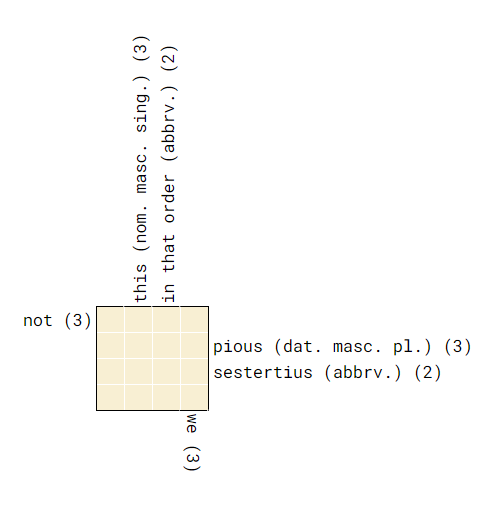 this (nom. masc. sing.) (3)
in that order (abbrv.) (2)
not (3)
pious (dat. masc. pl.) (3)
sestertius (abbrv.) (2)
we (3)